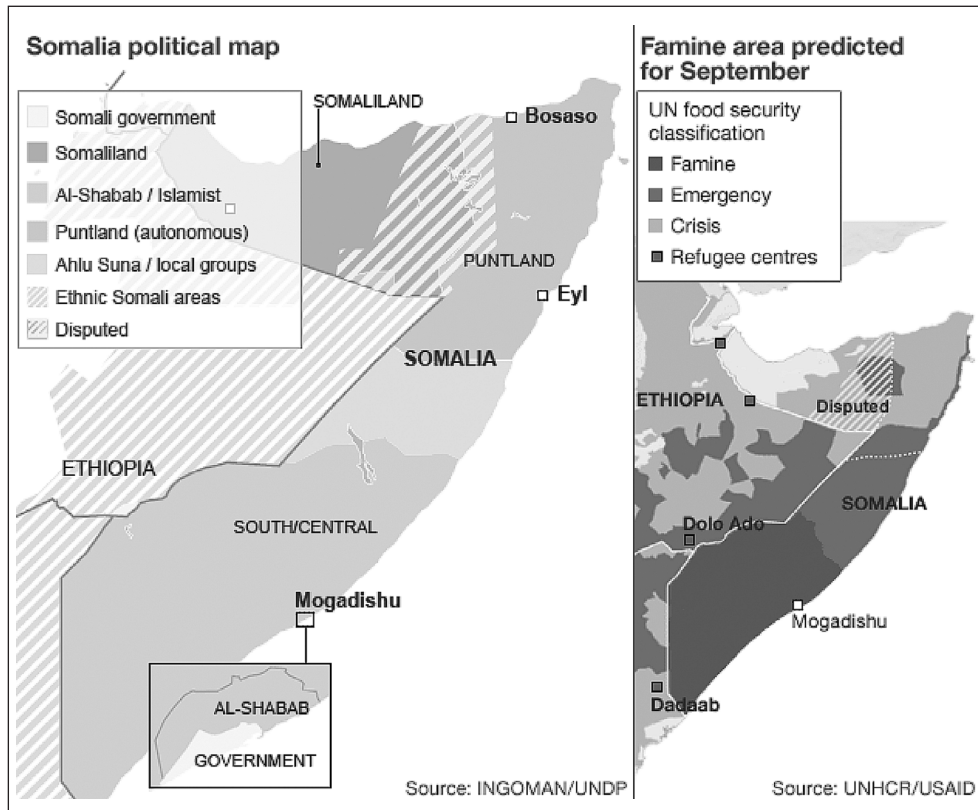 Somalia political map
Somali government
Somaliland
Al-Shabab / Islamist
Puntland (autonomous)
Ahlu Suna / local groups
Ethnic Somali areas
Disputed
SOMALILAND
Bosaso
PUNTLAND
Eyl
SOMALIA
ETHIOPIA
SOUTH/CENTRAL
Mogadishu
AL-SHABAB
GOVERNMENT
Source: INGOMAN/UNDP
Famine area predicted
for September
UN food security
classification
Famine
Emergency
Crisis
Refugee centres
ETHIOPIA
Disputed
SOMALIA
Dolo Ado
Mogadishu
Dadaab
Source: UNHCR/USAID